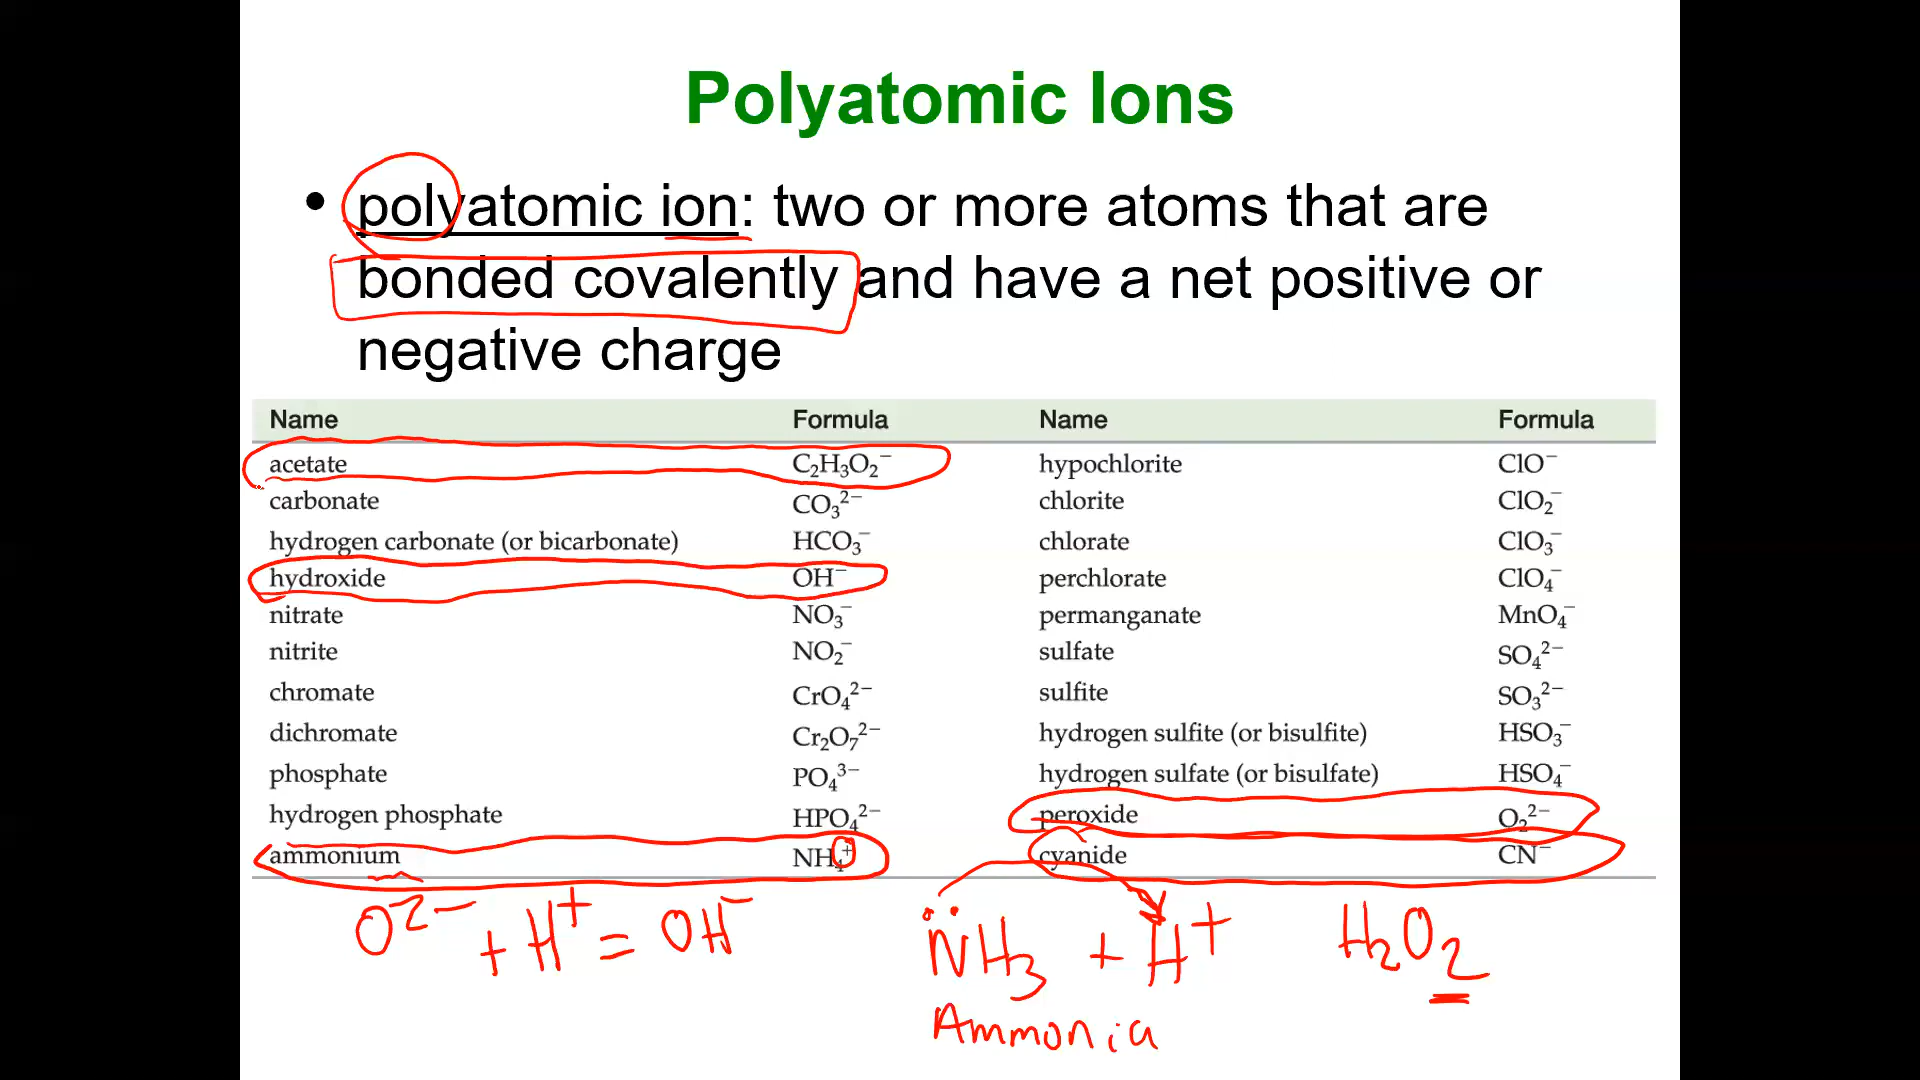 Polyatomic Ions
• polyatomic ion: two or more atoms that are
bonded covalently and have a net positive or
negative charge
Name Formula Name Formula
acetate C₂H₃O₂⁻ hypochlorite ClO⁻
carbonate CO₃²⁻ chlorite ClO₂⁻
hydrogen carbonate (or bicarbonate) HCO₃⁻ chlorate ClO₃⁻
hydroxide OH⁻ perchlorate ClO₄⁻
nitrate NO₃⁻ permanganate MnO₄⁻
nitrite NO₂⁻ sulfate SO₄²⁻
chromate CrO₄²⁻ sulfite SO₃²⁻
dichromate Cr₂O₇²⁻ hydrogen sulfite (or bisulfite) HSO₃⁻
phosphate PO₄³⁻ hydrogen sulfate (or bisulfate) HSO₄⁻
hydrogen phosphate HPO₄²⁻ peroxide O₂²⁻
ammonium NH₄⁺ cyanide CN⁻
O²⁻ + H⁺ = OH⁻ NH₃ + H⁺ H₂O₂
Ammonia